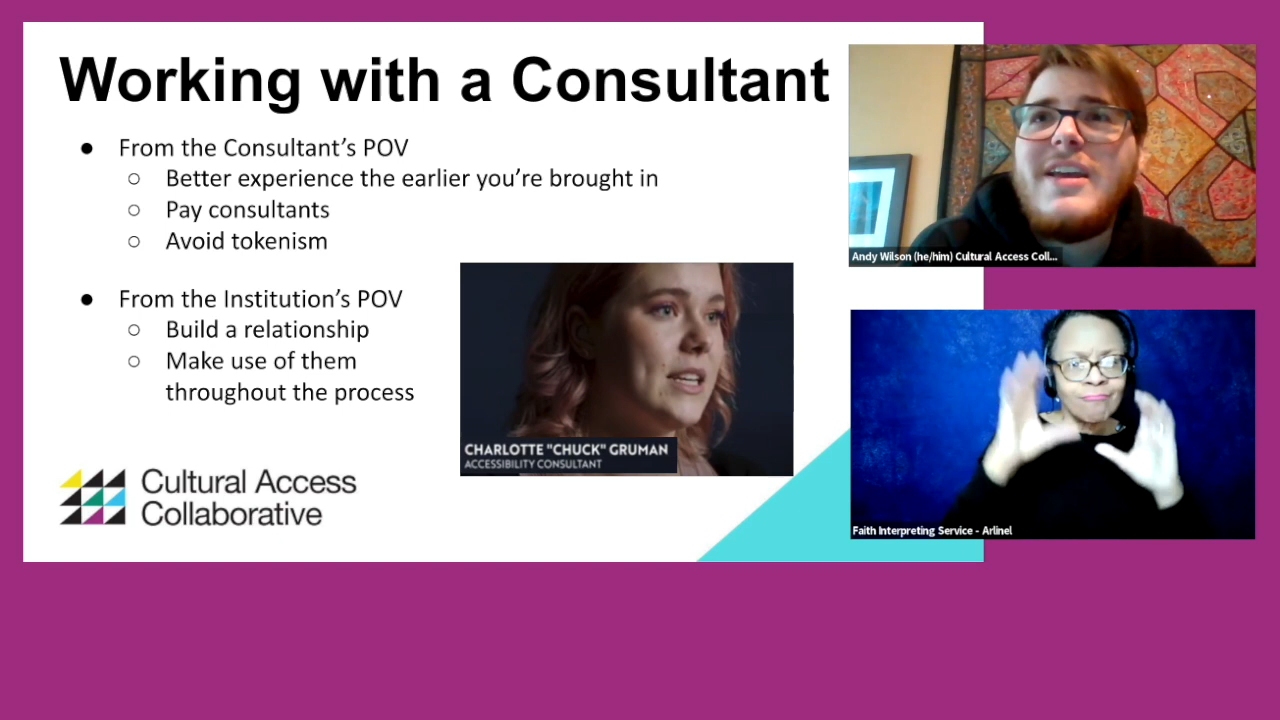 Working with a Consultant
● From the Consultant’s POV
○ Better experience the earlier you’re brought in
○ Pay consultants
○ Avoid tokenism
● From the Institution’s POV
○ Build a relationship
○ Make use of them
throughout the process
CHARLOTTE "CHUCK" GRUMAN
ACCESSIBILITY CONSULTANT
Cultural Access
Collaborative
Andy Wilson (he/him) Cultural Access Coll...
Faith Interpreting Service - Arlinel